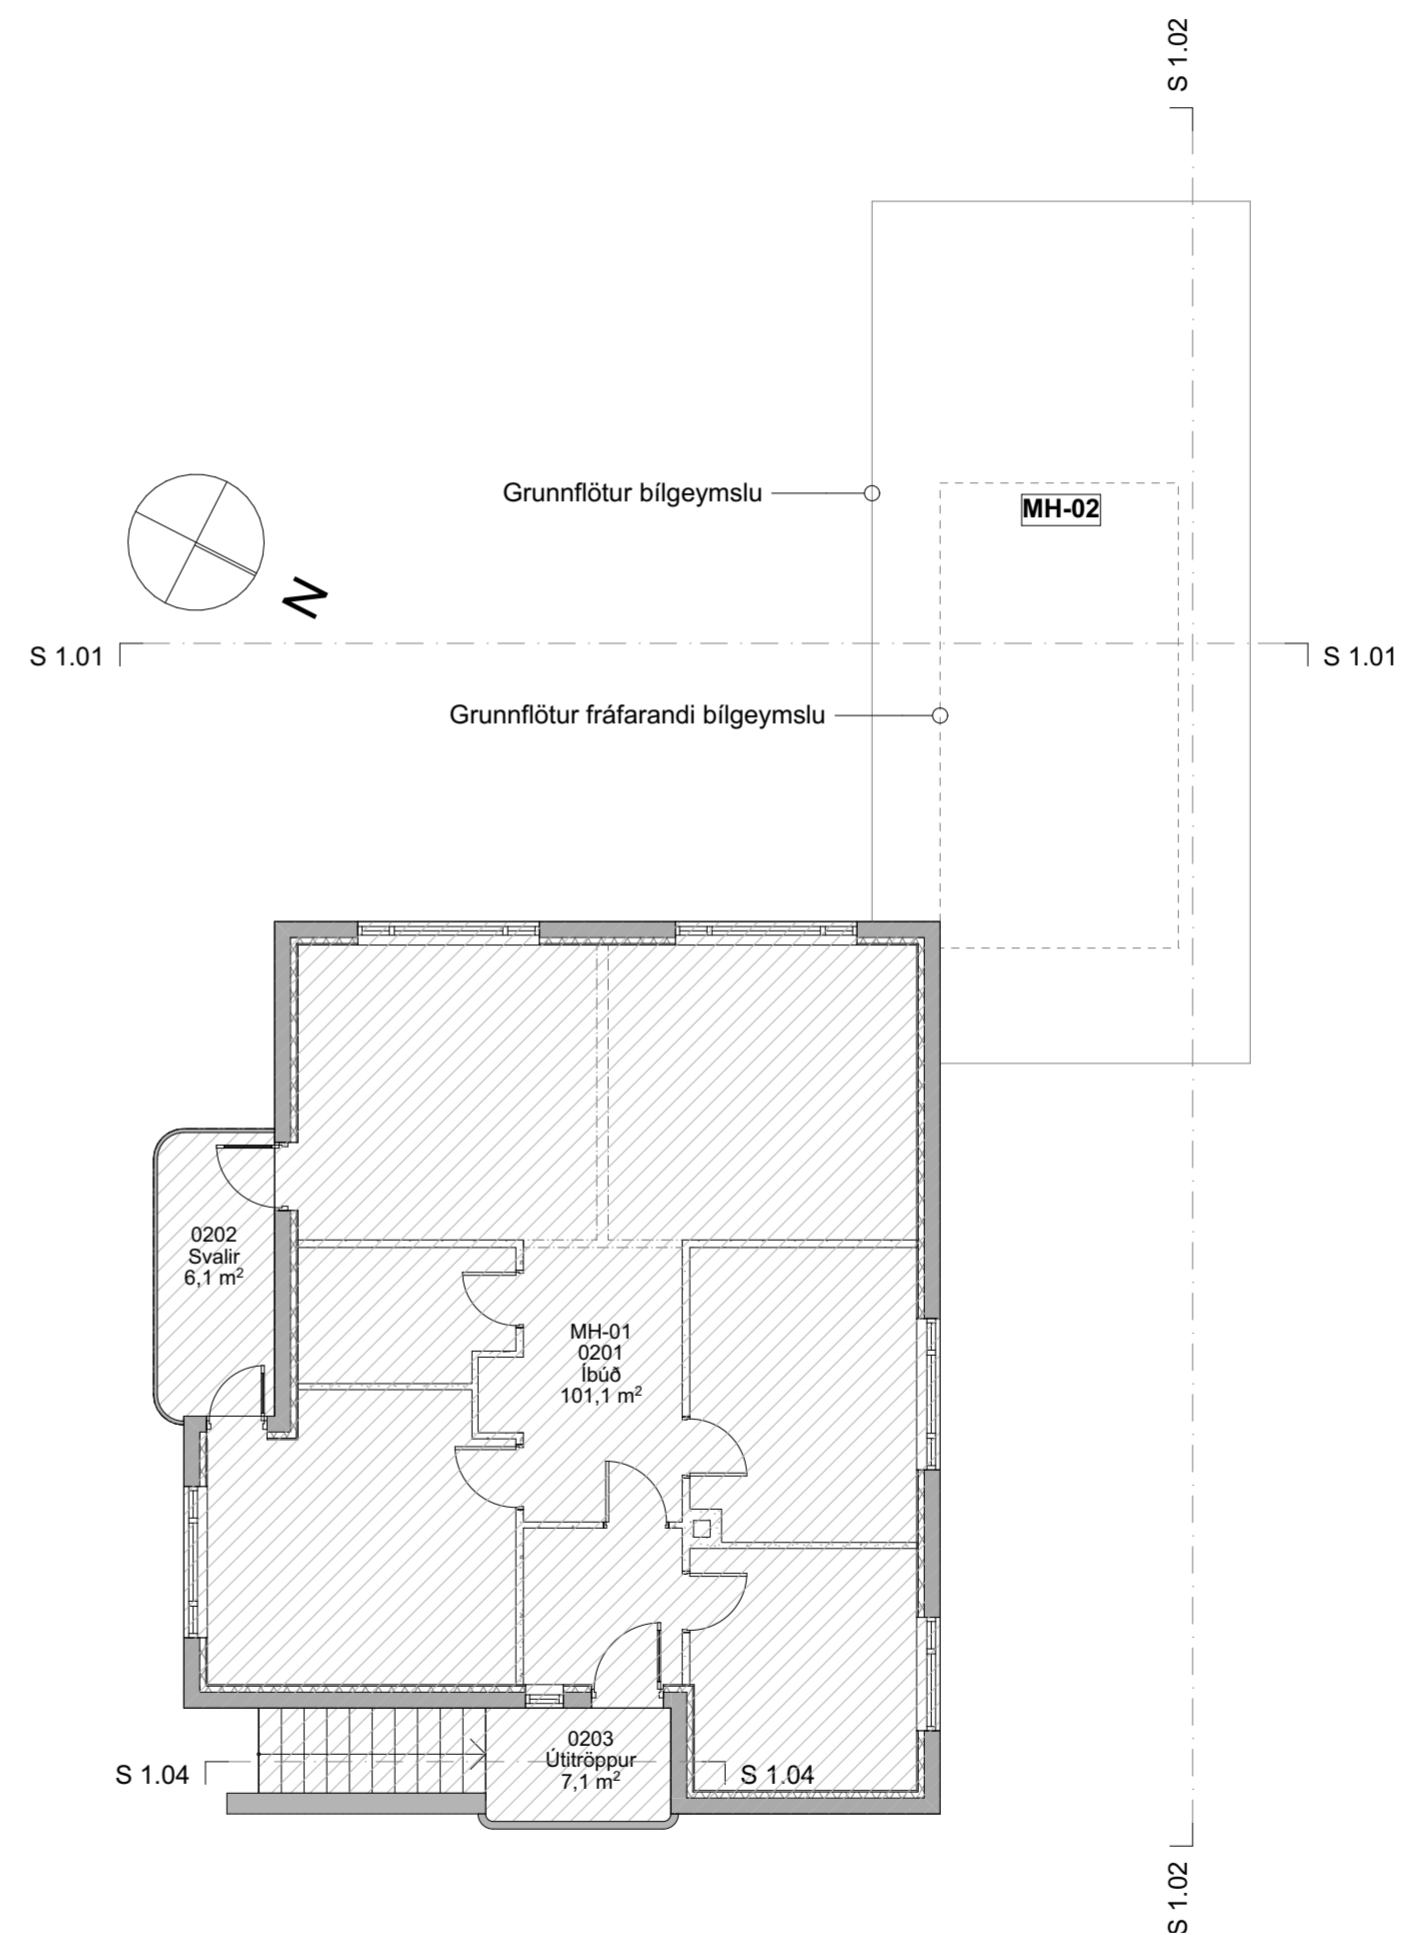 S 1.02
Grunnflötur bílgeymslu
MH-02
N
S 1.01
S 1.01
Grunnflötur fráfarandi bílgeymslu
0202
Svalir
6,1 m²
MH-01
0201
Íbúð
101,1 m²
0203
Útitröppur
7,1 m²
S 1.04
S 1.04
S 1.02